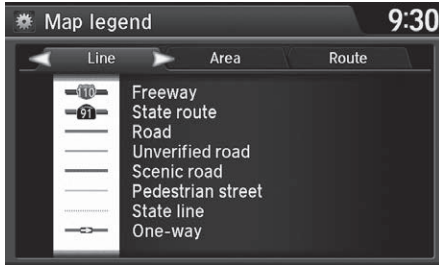 Map legend 9:30
Line Area Route
110 Freeway
91 State route
Road
Unverified road
Scenic road
Pedestrian street
State line
One-way